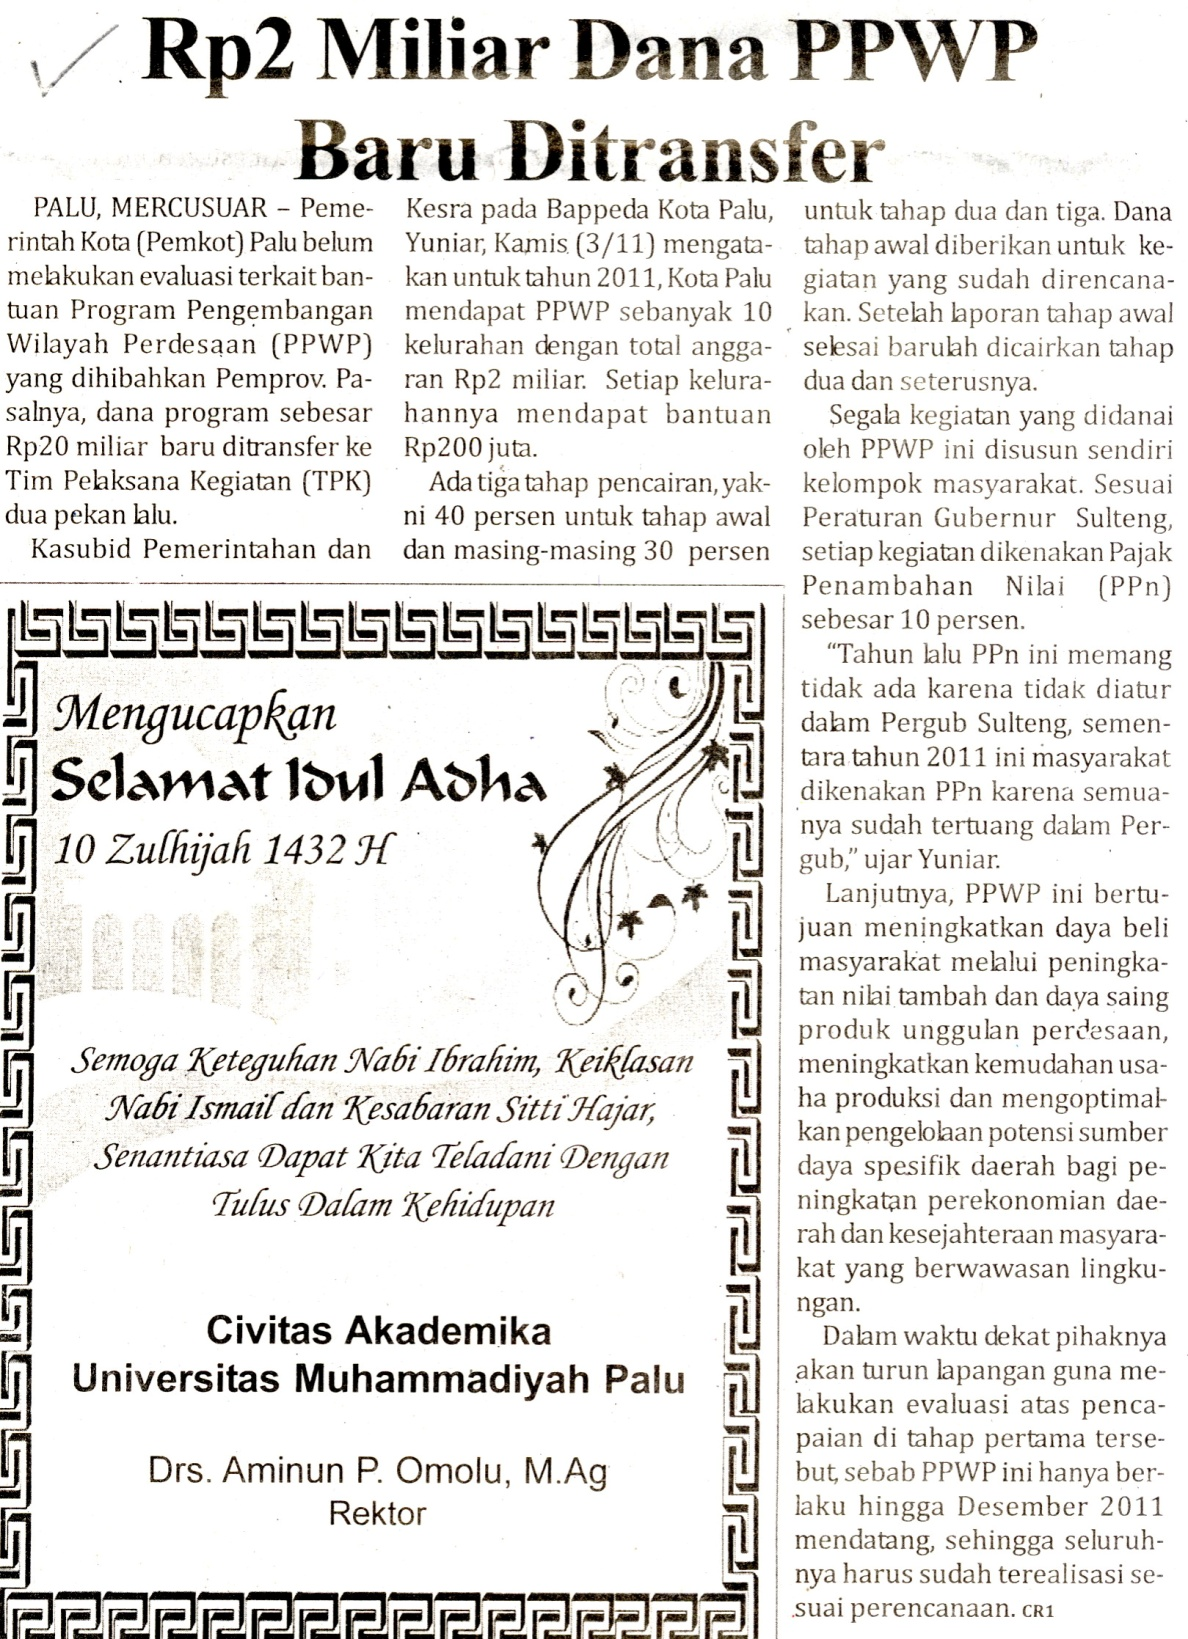 Rp2 Miliar Dana PPWP
Baru Ditransfer
PALU, MERCUSUAR – Peme-
rintah Kota (Pemkot) Palu belum
melakukan evaluasi terkait ban-
tuan Program Pengembangan
Wilayah Perdesaan (PPWP)
yang dihibahkan Pemprov. Pa-
salnya, dana program sebesar
Rp20 miliar baru ditransfer ke
Tim Pelaksana Kegiatan (TPK)
dua pekan lalu.
Kasubid Pemerintahan dan
Kesra pada Bappeda Kota Palu,
Yuniar, Kamis (3/11) mengata-
kan untuk tahun 2011, Kota Palu
mendapat PPWP sebanyak 10
kelurahan dengan total angga-
ran Rp2 miliar. Setiap kelura-
hannya mendapat bantuan
Rp200 juta.
Ada tiga tahap pencairan, yak-
ni 40 persen untuk tahap awal
dan masing-masing 30 persen
untuk tahap dua dan tiga. Dana
tahap awal diberikan untuk ke-
giatan yang sudah direncana-
kan. Setelah laporan tahap awal
selesai barulah dicairkan tahap
dua dan seterusnya.
Segala kegiatan yang didanai
oleh PPWP ini disusun sendiri
kelompok masyarakat. Sesuai
Peraturan Gubernur Sulteng,
setiap kegiatan dikenakan Pajak
Penambahan Nilai (PPn)
sebesar 10 persen.
“Tahun lalu PPn ini memang
tidak ada karena tidak diatur
dalam Pergub Sulteng, semen-
tara tahun 2011 ini masyarakat
dikenakan PPn karena semua-
nya sudah tertuang dalam Per-
gub,” ujar Yuniar.
Lanjutnya, PPWP ini bertu-
juan meningkatkan daya beli
masyarakat melalui peningka-
tan nilai tambah dan daya saing
produk unggulan perdesaan,
meningkatkan kemudahan usa-
ha produksi dan mengoptimal-
kan pengelolaan potensi sumber
daya spesifik daerah bagi pe-
ningkatan perekonomian dae-
rah dan kesejahteraan masyara-
kat yang berwawasan lingku-
ngan.
Dalam waktu dekat pihaknya
akan turun lapangan guna me-
lakukan evaluasi atas penca-
paian di tahap pertama terse-
but, sebab PPWP ini hanya ber-
laku hingga Desember 2011
mendatang, sehingga seluruh-
nya harus sudah terealisasi se-
suai perencanaan. CR1
Mengucapkan
Selamat Idul Adha
10 Zulhijah 1432 H
Semoga Keteguhan Nabi Ibrahim, Keiklasan
Nabi Ismail dan Kesabaran Sitti Hajar,
Senantiasa Dapat Kita Teladani Dengan
Tulus Dalam Kehidupan
Civitas Akademika
Universitas Muhammadiyah Palu
Drs. Aminun P. Omolu, M.Ag
Rektor